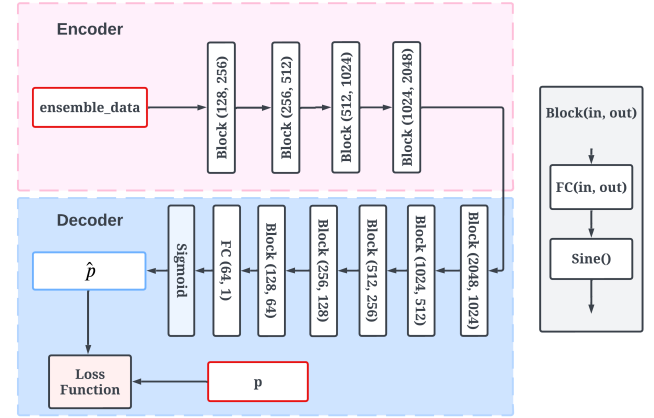 Encoder
ensemble_data
Block (128, 256)
Block (256, 512)
Block (512, 1024)
Block (1024, 2048)
Block(in, out)
FC(in, out)
Sine()
Decoder
p̂
Sigmoid
FC (64, 1)
Block (128, 64)
Block (256, 128)
Block (512, 256)
Block (1024, 512)
Block (2048, 1024)
Loss
Function
p